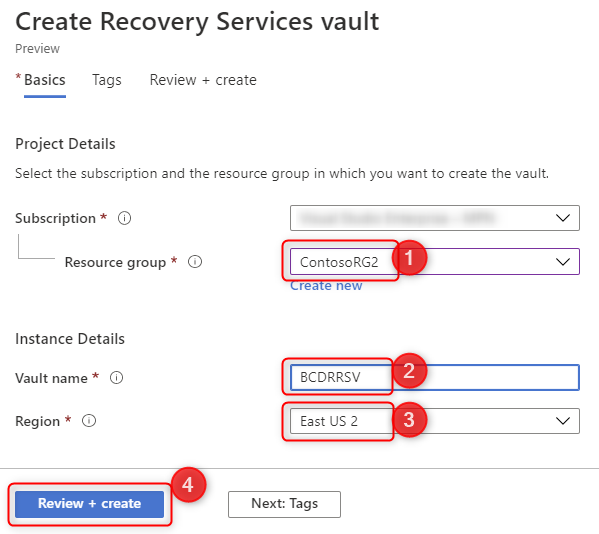 Create Recovery Services vault
Preview
* Basics Tags Review + create
Project Details
Select the subscription and the resource group in which you want to create the vault.
Subscription *
Resource group *
ContosoRG2
1
Create new
Instance Details
Vault name *
BCDRRSV
2
Region *
East US 2
3
4
Review + create
Next: Tags